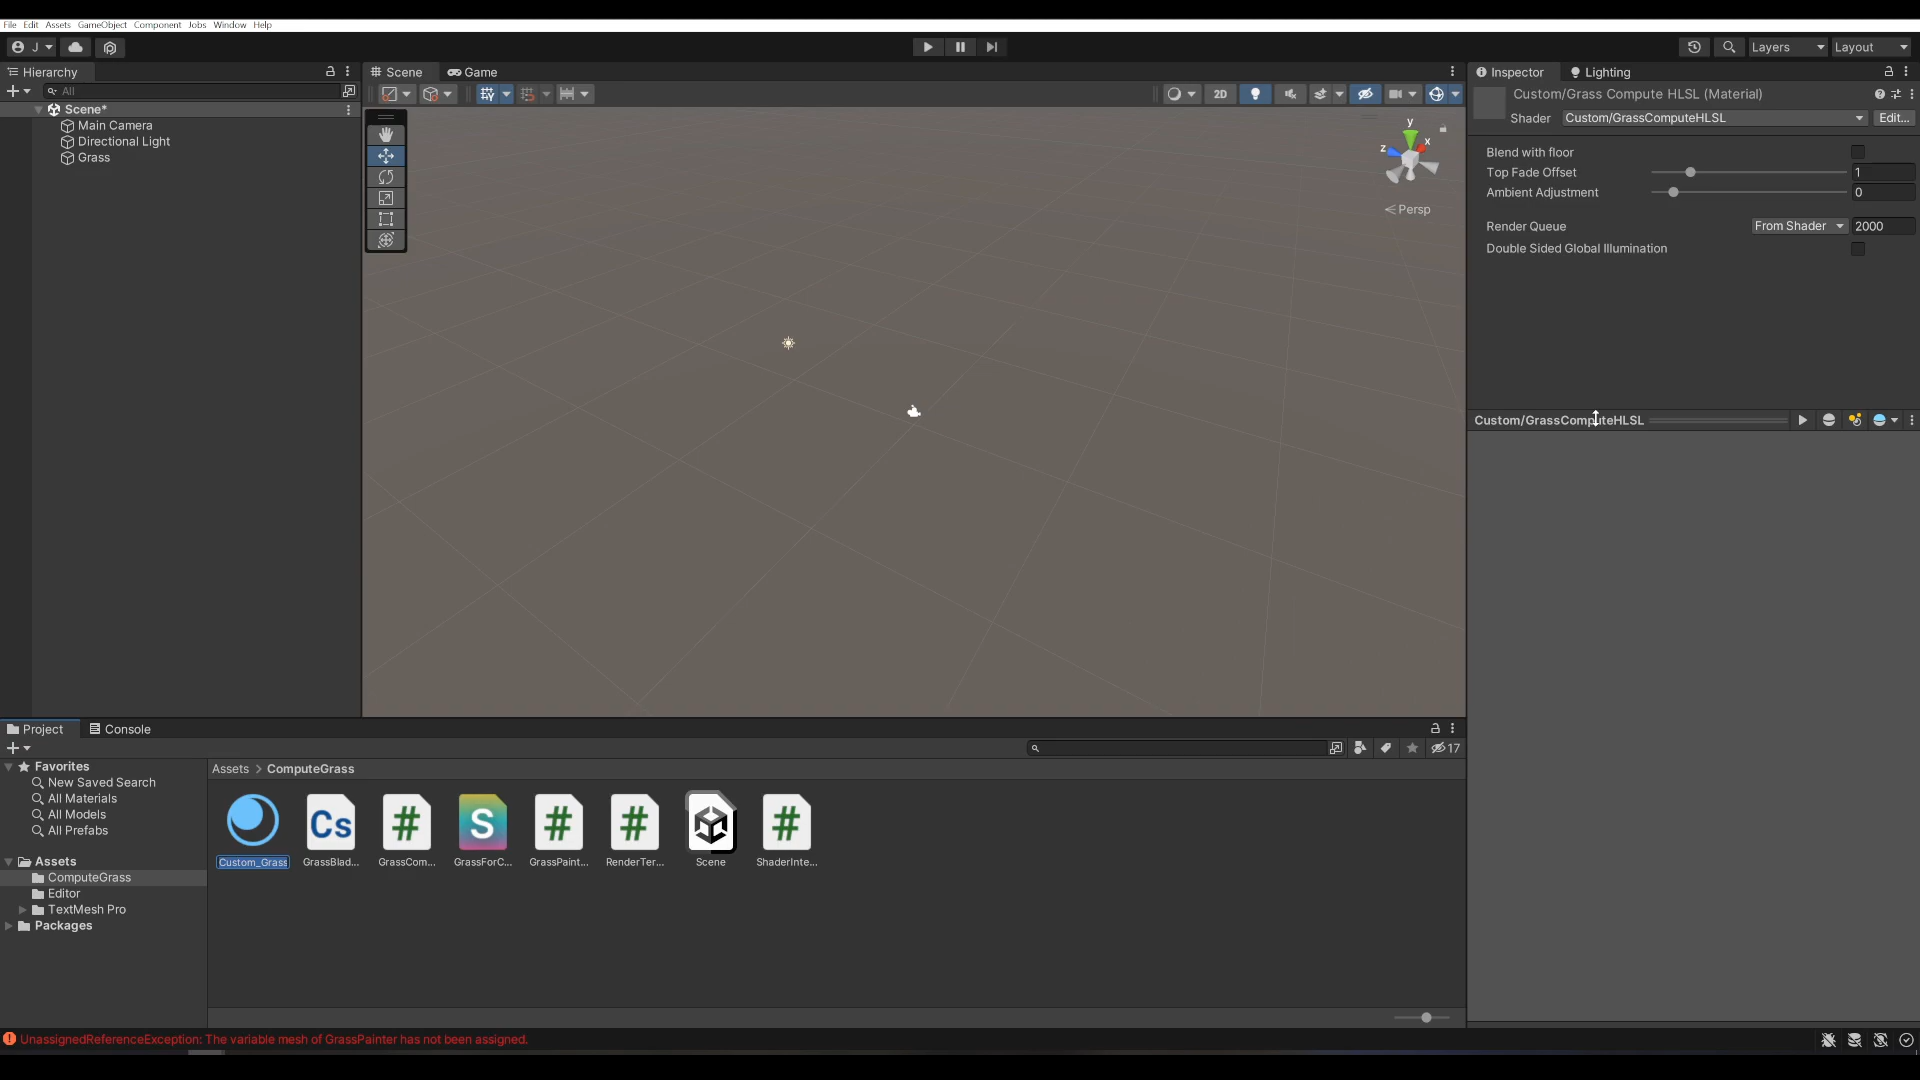 File Edit Assets GameObject Component Jobs Window Help
J Layers Layout
Hierarchy
All
Scene*
Main Camera
Directional Light
Grass
Scene Game
2D
y
x
z
Persp
Inspector Lighting
Custom/Grass Compute HLSL (Material)
Shader Custom/GrassComputeHLSL Edit...
Blend with floor
Top Fade Offset 1
Ambient Adjustment 0
Render Queue From Shader 2000
Double Sided Global Illumination
Custom/GrassComputeHLSL
Project Console
17
Favorites
New Saved Search
All Materials
All Models
All Prefabs
Assets
ComputeGrass
Editor
TextMesh Pro
Packages
Assets > ComputeGrass
Cs # S # # #
Custom_Grass GrassBlad... GrassCom... GrassForC... GrassPaint... RenderTer... Scene ShaderInte...
UnassignedReferenceException: The variable mesh of GrassPainter has not been assigned.